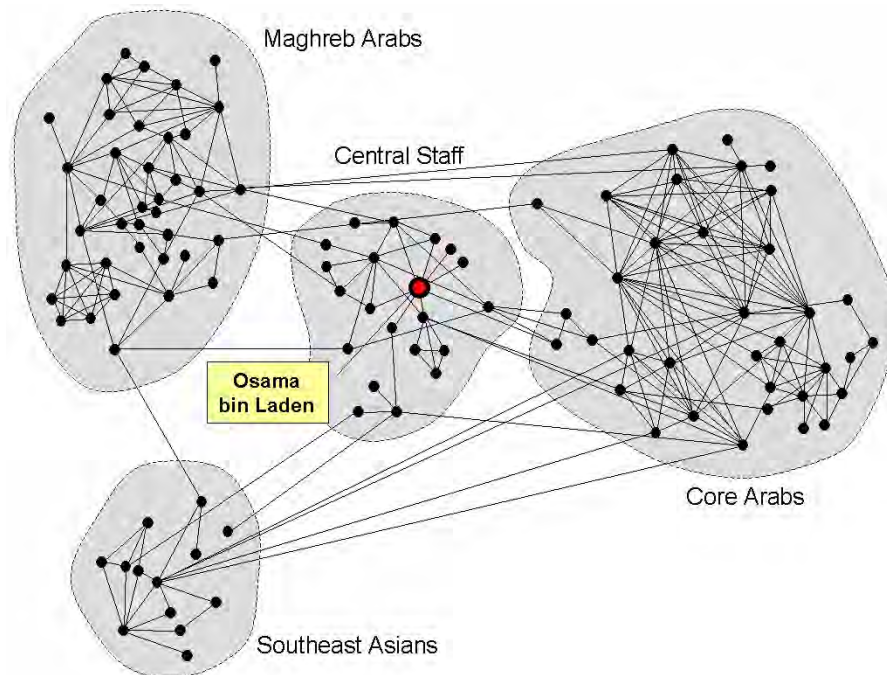 Maghreb Arabs
Central Staff
Osama
bin Laden
Core Arabs
Southeast Asians